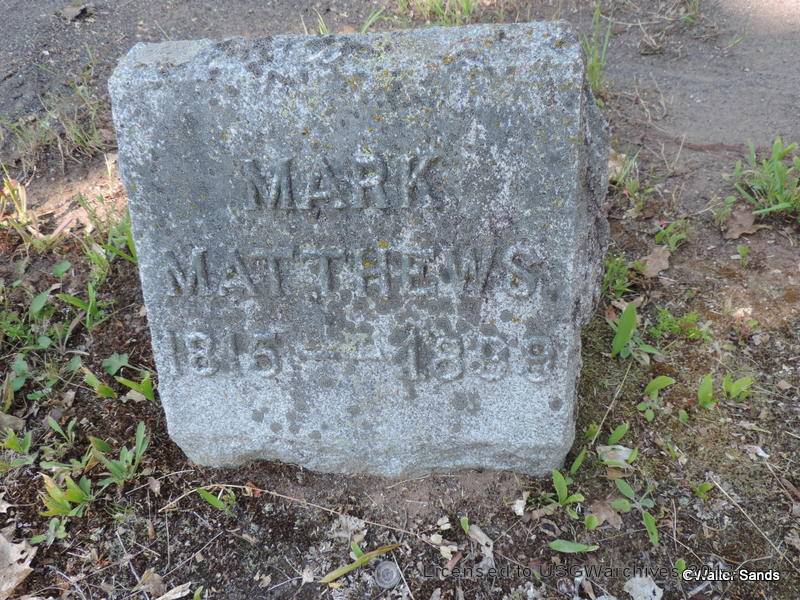 MARK
MATTHEWS
1815 — 1899
Licensed to USGWarchives
©Walter Sands